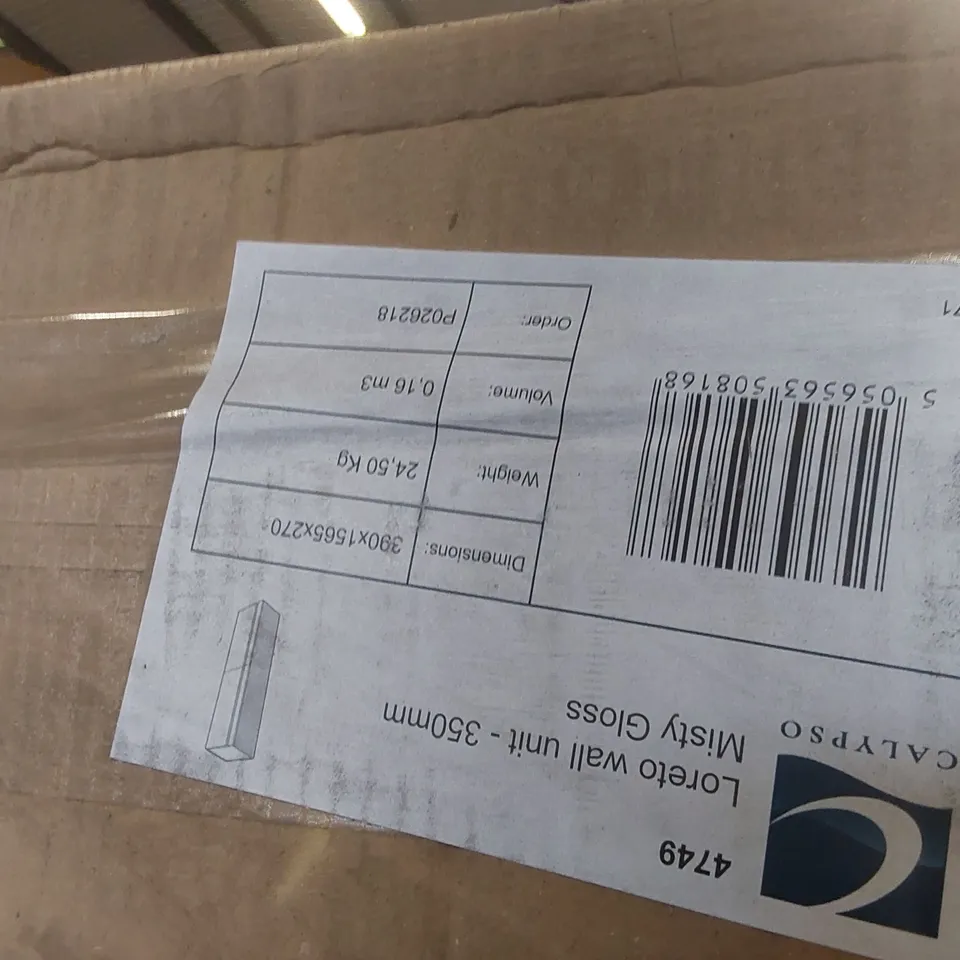 4749
Loreto wall unit - 350mm
Misty Gloss
CALYPSO
Dimensions: 390x1565x270
Weight: 24,50 Kg
Volume: 0,16 m3
Order: P026218
5 056563 508168